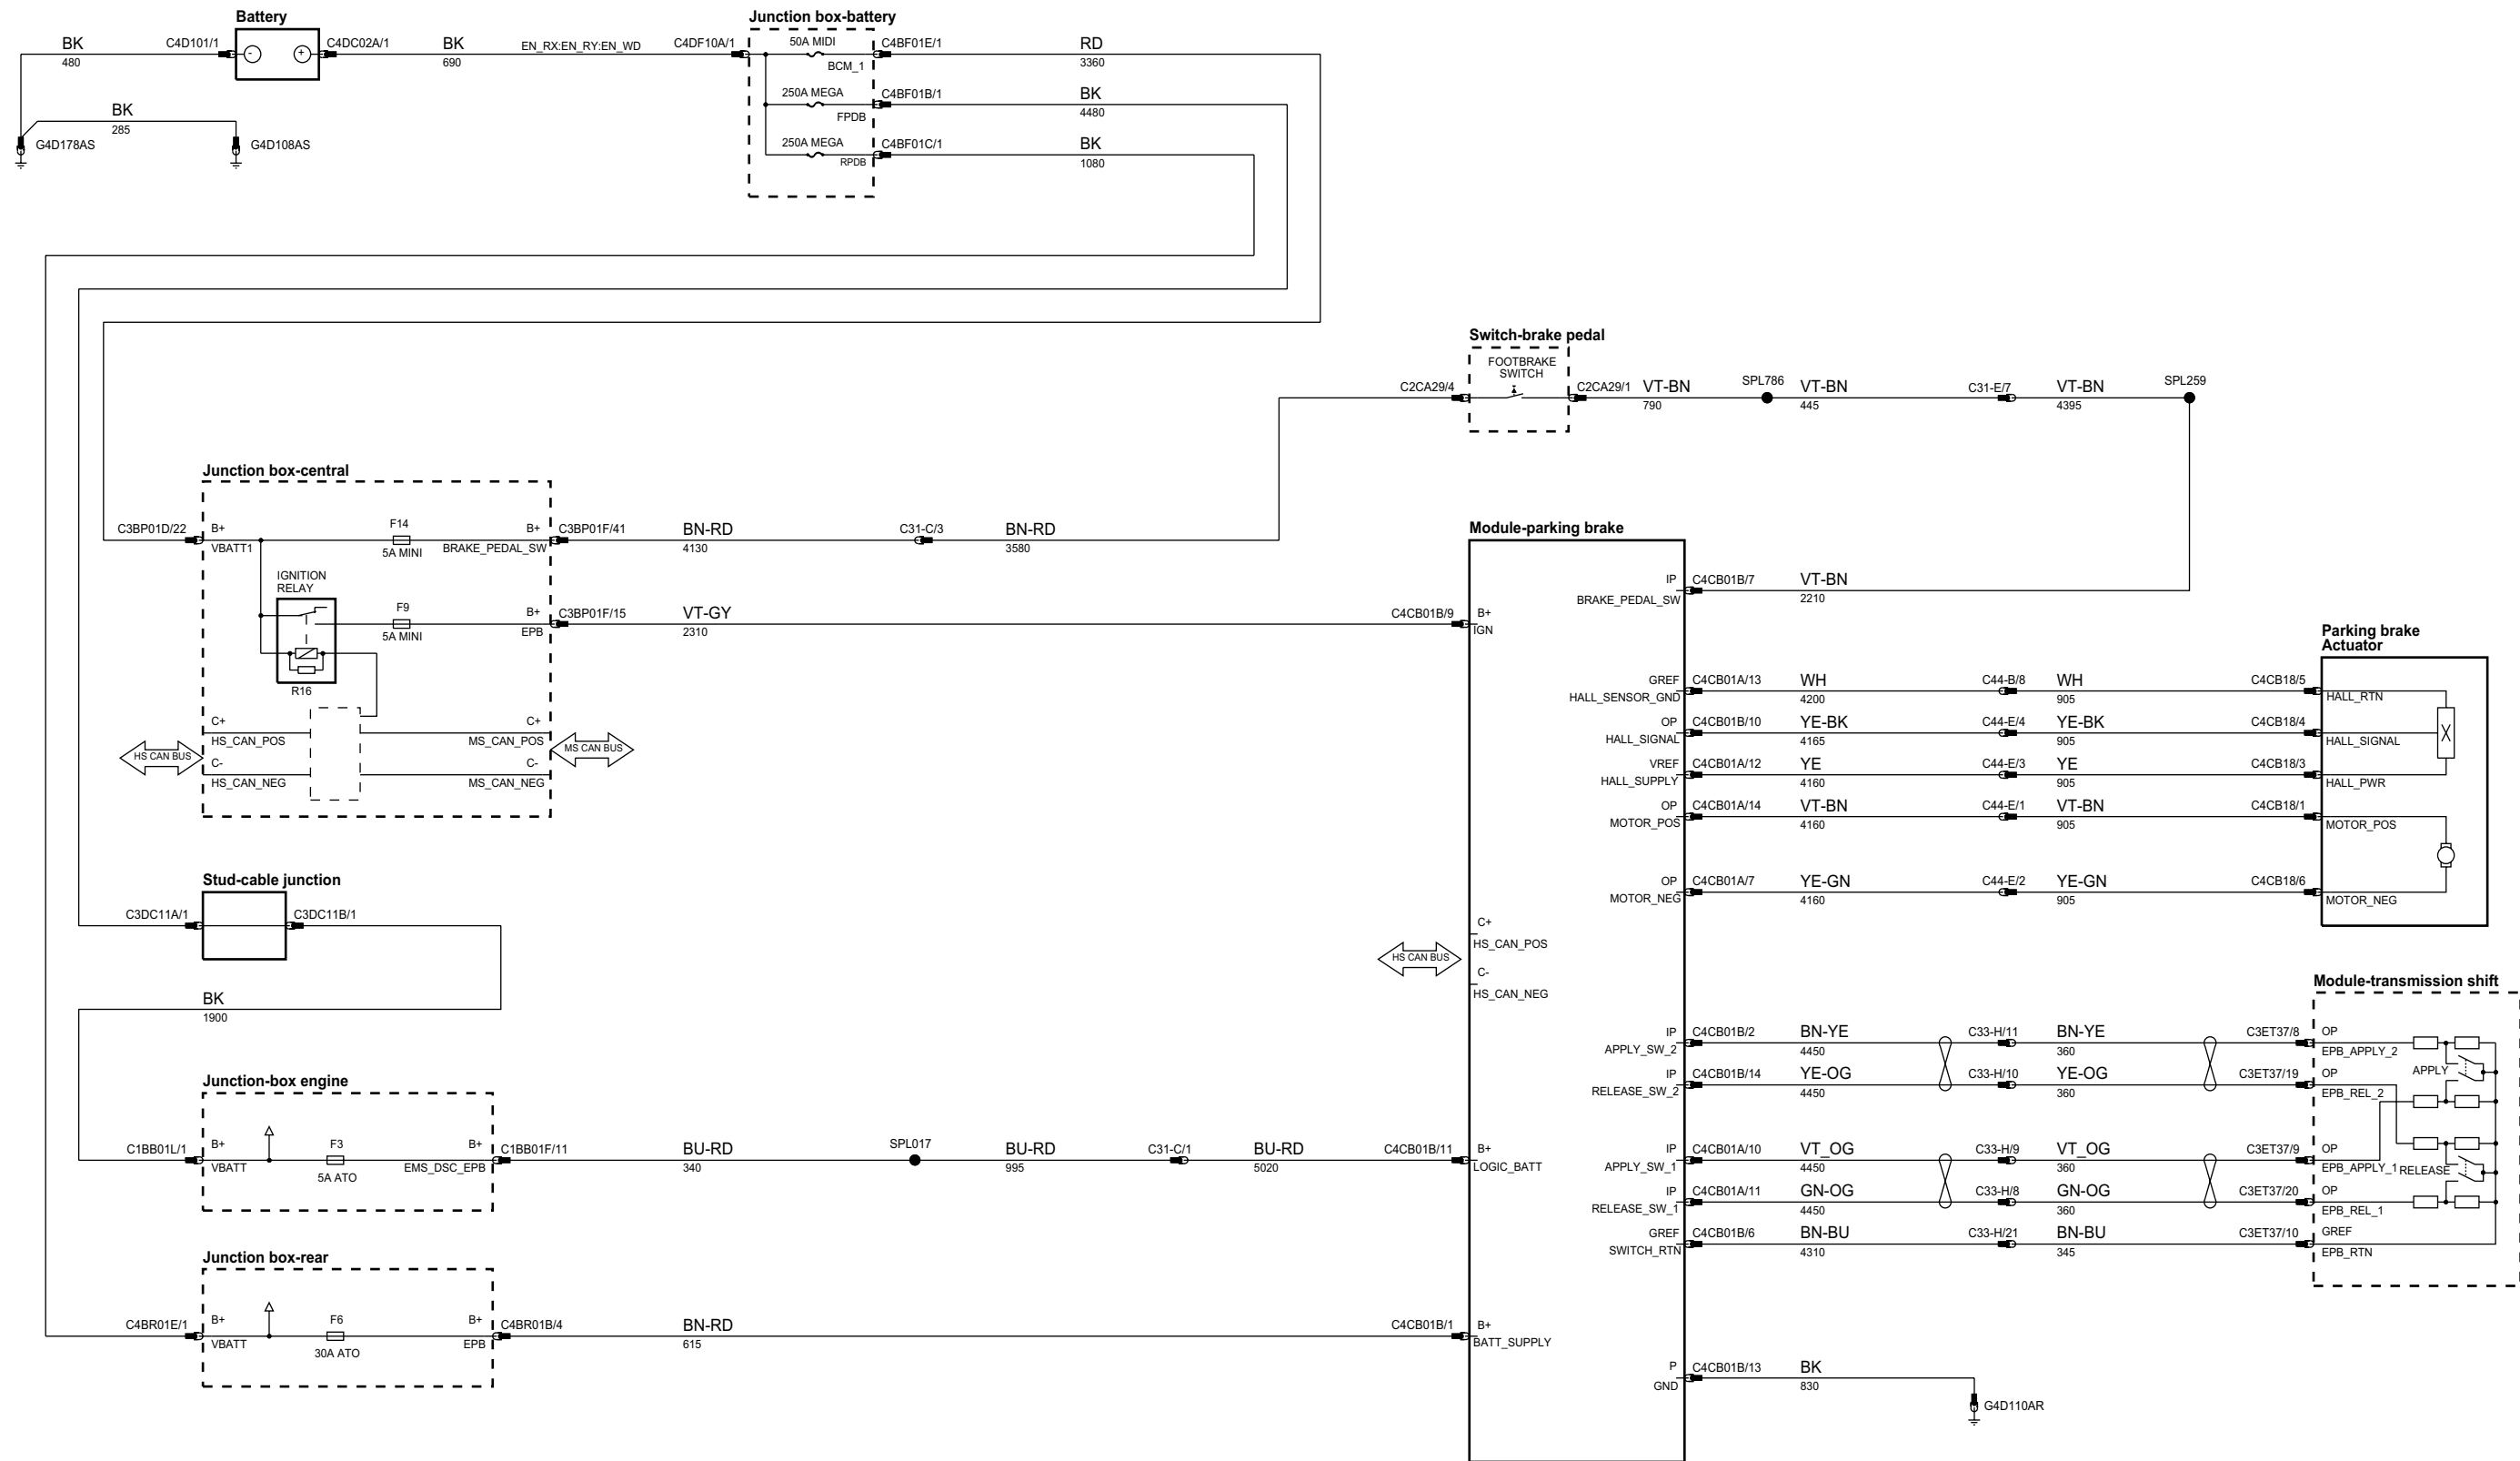 Battery
Junction box-battery
BK
480
C4D101/1
-
+
C4DC02A/1
BK
690
EN_RX:EN_RY:EN_WD
C4DF10A/1
50A MIDI
BCM_1
C4BF01E/1
RD
3360
250A MEGA
FPDB
C4BF01B/1
BK
4480
250A MEGA
RPDB
C4BF01C/1
BK
1080
BK
285
G4D178AS
G4D108AS
Switch-brake pedal
FOOTBRAKE
SWITCH
C2CA29/4
C2CA29/1
VT-BN
790
SPL786
VT-BN
445
C31-E/7
VT-BN
4395
SPL259
Junction box-central
C3BP01D/22
B+
VBATT1
F14
5A MINI
B+
BRAKE_PEDAL_SW
C3BP01F/41
BN-RD
4130
C31-C/3
BN-RD
3580
IGNITION
RELAY
R16
F9
5A MINI
B+
EPB
C3BP01F/15
VT-GY
2310
C4CB01B/9
B+
IGN
C+
HS_CAN_POS
C-
HS_CAN_NEG
HS CAN BUS
C+
MS_CAN_POS
C-
MS_CAN_NEG
MS CAN BUS
Module-parking brake
IP
BRAKE_PEDAL_SW
C4CB01B/7
VT-BN
2210
Parking brake
Actuator
GREF
HALL_SENSOR_GND
C4CB01A/13
WH
4200
C44-B/8
WH
905
C4CB18/5
HALL_RTN
OP
HALL_SIGNAL
C4CB01B/10
YE-BK
4165
C44-E/4
YE-BK
905
C4CB18/4
HALL_SIGNAL
VREF
HALL_SUPPLY
C4CB01A/12
YE
4160
C44-E/3
YE
905
C4CB18/3
HALL_PWR
OP
MOTOR_POS
C4CB01A/14
VT-BN
4160
C44-E/1
VT-BN
905
C4CB18/1
MOTOR_POS
OP
MOTOR_NEG
C4CB01A/7
YE-GN
4160
C44-E/2
YE-GN
905
C4CB18/6
MOTOR_NEG
Stud-cable junction
C3DC11A/1
C3DC11B/1
BK
1900
HS CAN BUS
C+
HS_CAN_POS
C-
HS_CAN_NEG
Module-transmission shift
IP
APPLY_SW_2
C4CB01B/2
BN-YE
4450
C33-H/11
BN-YE
360
C3ET37/8
OP
EPB_APPLY_2
APPLY
IP
RELEASE_SW_2
C4CB01B/14
YE-OG
4450
C33-H/10
YE-OG
360
C3ET37/19
OP
EPB_REL_2
Junction-box engine
C1BB01L/1
B+
VBATT
F3
5A ATO
B+
EMS_DSC_EPB
C1BB01F/11
BU-RD
340
SPL017
BU-RD
995
C31-C/1
BU-RD
5020
C4CB01B/11
B+
LOGIC_BATT
IP
APPLY_SW_1
C4CB01A/10
VT_OG
4450
C33-H/9
VT_OG
360
C3ET37/9
OP
EPB_APPLY_1
RELEASE
IP
RELEASE_SW_1
C4CB01A/11
GN-OG
4450
C33-H/8
GN-OG
360
C3ET37/20
OP
EPB_REL_1
GREF
SWITCH_RTN
C4CB01B/6
BN-BU
4310
C33-H/21
BN-BU
345
C3ET37/10
GREF
EPB_RTN
Junction box-rear
C4BR01E/1
B+
VBATT
F6
30A ATO
B+
EPB
C4BR01B/4
BN-RD
615
C4CB01B/1
B+
BATT_SUPPLY
P
GND
C4CB01B/13
BK
830
G4D110AR